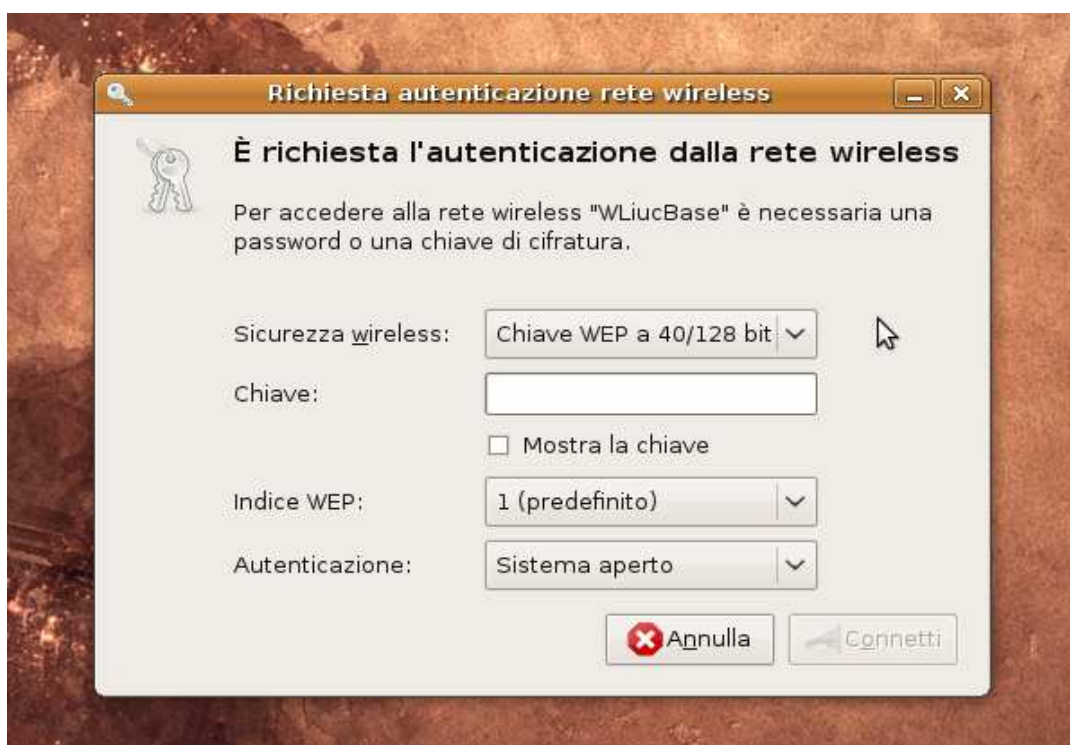 Richiesta autenticazione rete wireless
È richiesta l'autenticazione dalla rete wireless
Per accedere alla rete wireless "WLiucBase" è necessaria una
password o una chiave di cifratura.
Sicurezza wireless: Chiave WEP a 40/128 bit
Chiave:
Mostra la chiave
Indice WEP: 1 (predefinito)
Autenticazione: Sistema aperto
Annulla Connetti